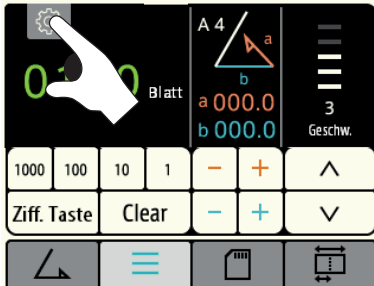 A 4
a
b
Blatt
a 000.0
b 000.0
3
Geschw.
1000 100 10 1 - +
Ziff. Taste Clear - +